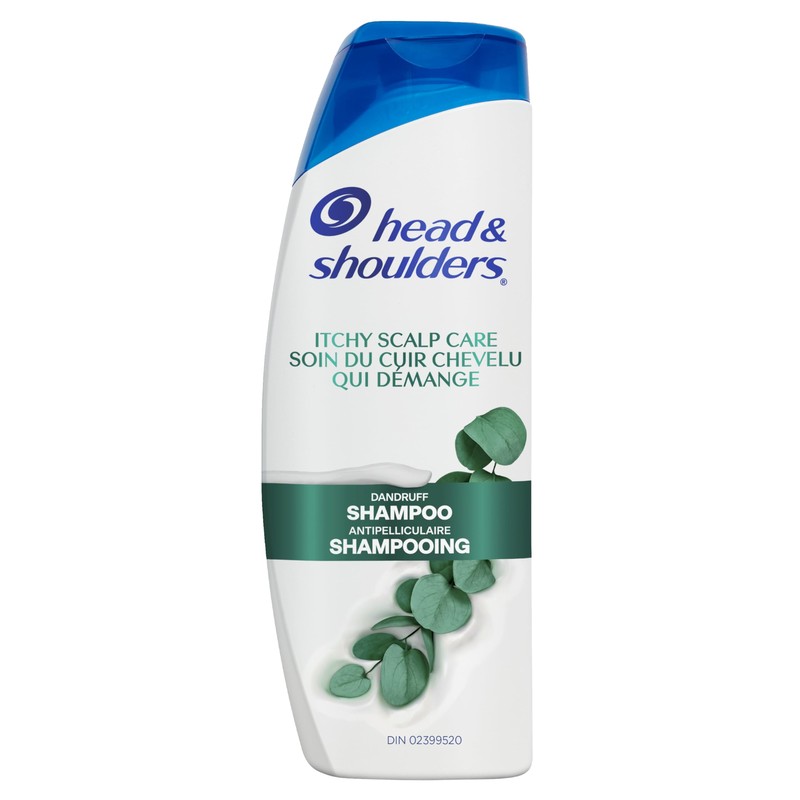 head &
shoulders®
ITCHY SCALP CARE
SOIN DU CUIR CHEVELU
QUI DÉMANGE
DANDRUFF
SHAMPOO
ANTIPELLICULAIRE
SHAMPOOING
DIN 02399520